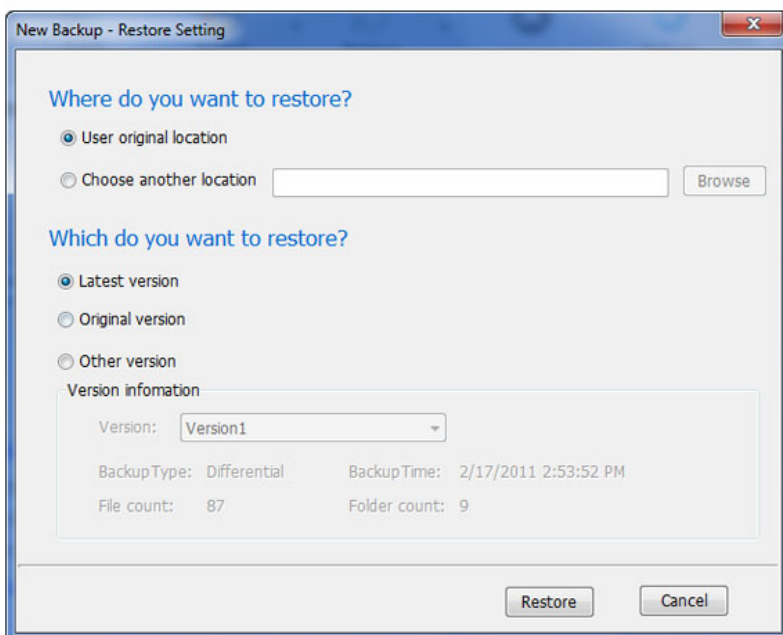 New Backup - Restore Setting
Where do you want to restore?
User original location
Choose another location Browse
Which do you want to restore?
Latest version
Original version
Other version
Version infomation
Version: Version1
BackupType: Differential BackupTime: 2/17/2011 2:53:52 PM
File count: 87 Folder count: 9
Restore Cancel